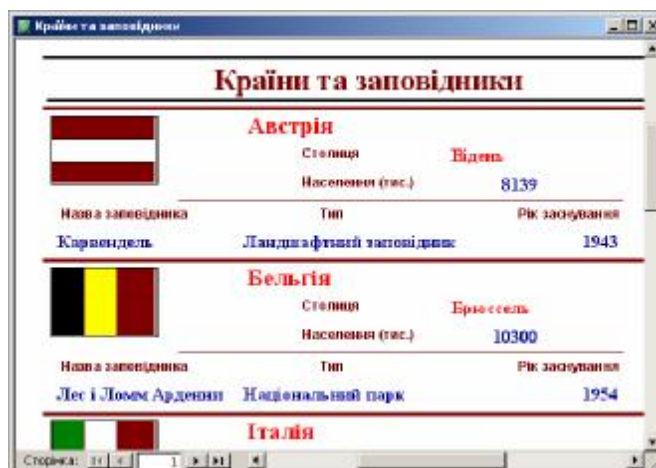 Країни та заповідники
Країни та заповідники
Австрія
Столиця Відень
Населення (тис.) 8139
Назва заповідника Тип Рік заснування
Карвендель Ландшафтний заповідник 1943
Бельгія
Столиця Брюссель
Населення (тис.) 10300
Назва заповідника Тип Рік заснування
Лес і Ломм Арденни Національний парк 1954
Італія
Сторінка: 1